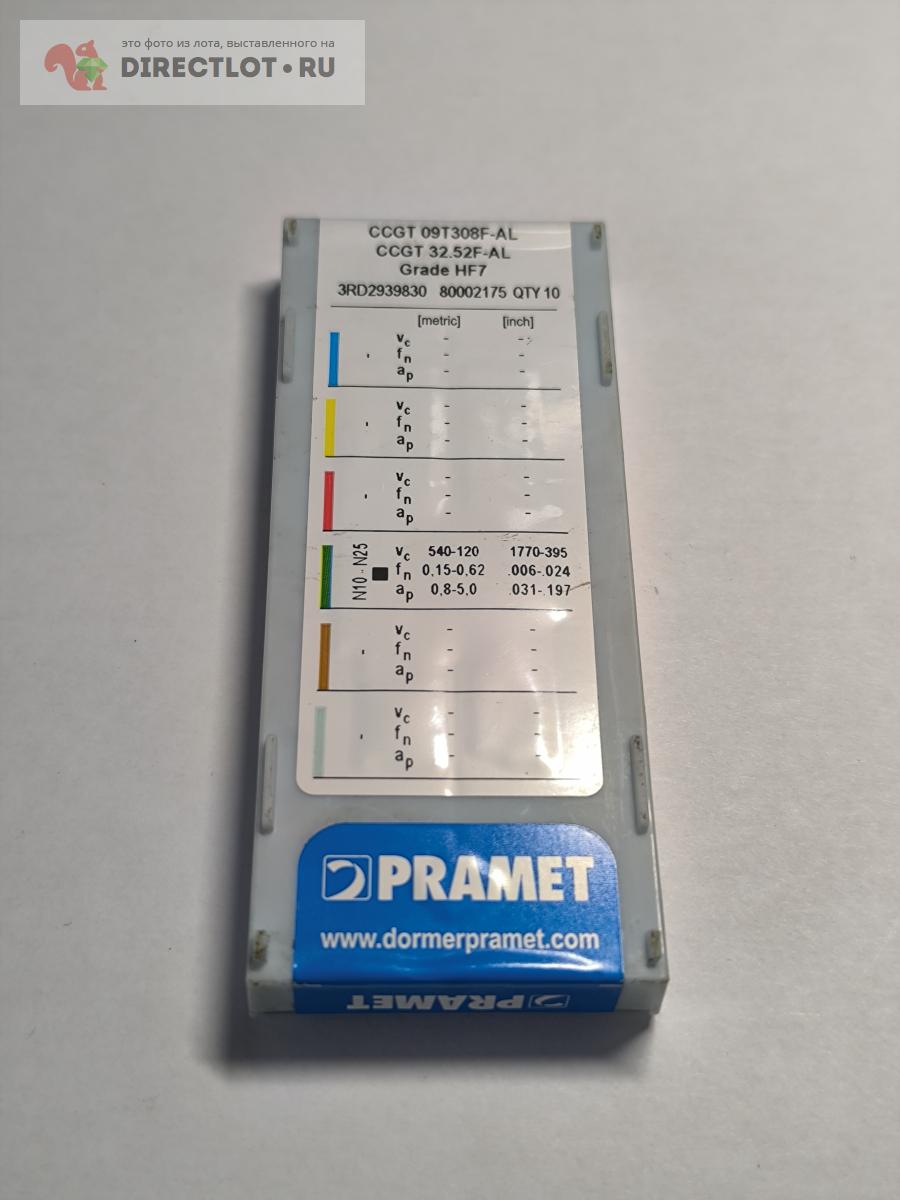 это фото из лота, выставленного на
DIRECTLOT•RU
CCGT 09T308F-AL
CCGT 32.52F-AL
Grade HF7
3RD2939830 80002175 QTY 10
[metric] [inch]
vc - -
fn - -
ap - -
vc - -
fn - -
ap - -
vc - -
fn - -
ap - -
N10 - N25
vc 540-120 1770-395
fn 0,15-0,62 .006-.024
ap 0,8-5,0 .031-.197
vc - -
fn - -
ap - -
vc - -
fn - -
ap - -
PRAMET
www.dormerpramet.com
PRAMET